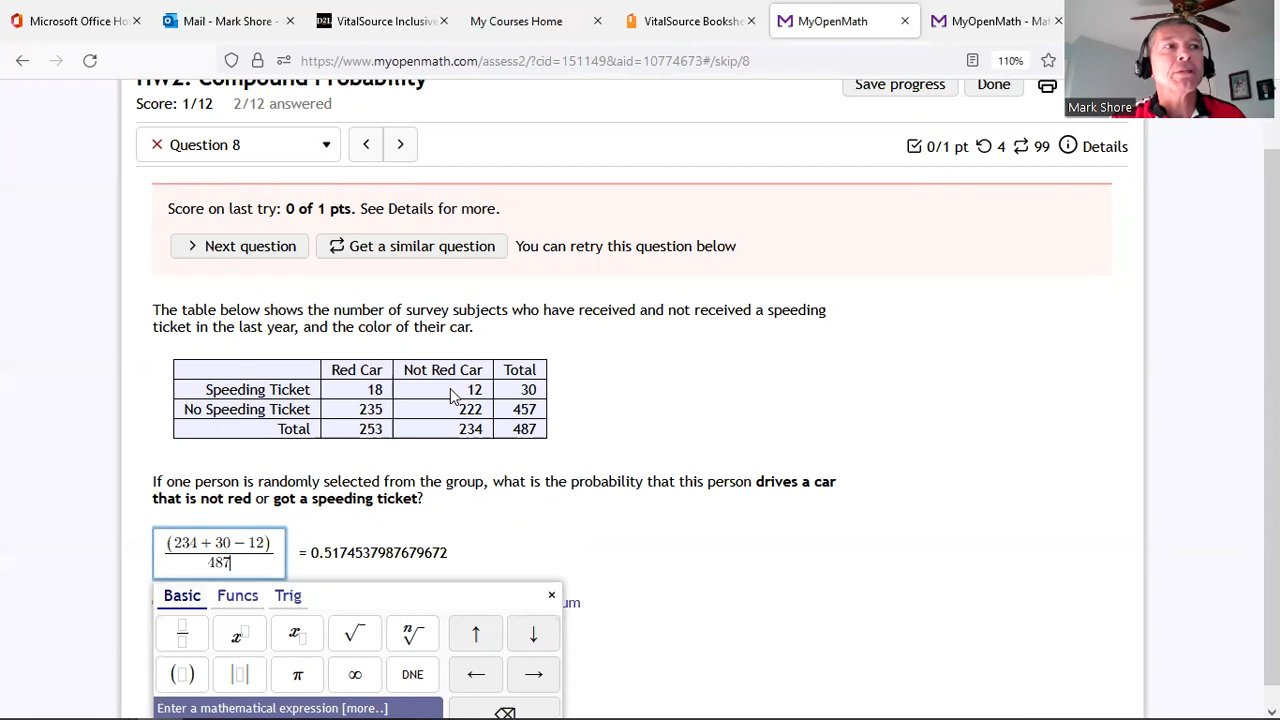 Microsoft Office Ho
Mail - Mark Shore
D2L
VitalSource Inclusive
My Courses Home
VitalSource Bookshe
MyOpenMath
MyOpenMath - Mat
https://www.myopenmath.com/assess2/?cid=151149&aid=10774673#/skip/8
110%
Mark Shore
HW2: Compound Probability
Score: 1/12 2/12 answered
Save progress
Done
Question 8
0/1 pt 4 99 Details
Score on last try: 0 of 1 pts. See Details for more.
Next question
Get a similar question
You can retry this question below
The table below shows the number of survey subjects who have received and not received a speeding
ticket in the last year, and the color of their car.
Red Car Not Red Car Total
Speeding Ticket 18 12 30
No Speeding Ticket 235 222 457
Total 253 234 487
If one person is randomly selected from the group, what is the probability that this person drives a car
that is not red or got a speeding ticket?
(234 + 30 − 12)
487
= 0.5174537987679672
Basic Funcs Trig
um
x x √ n√
(▯) |▯| π ∞ DNE
Enter a mathematical expression [more..]